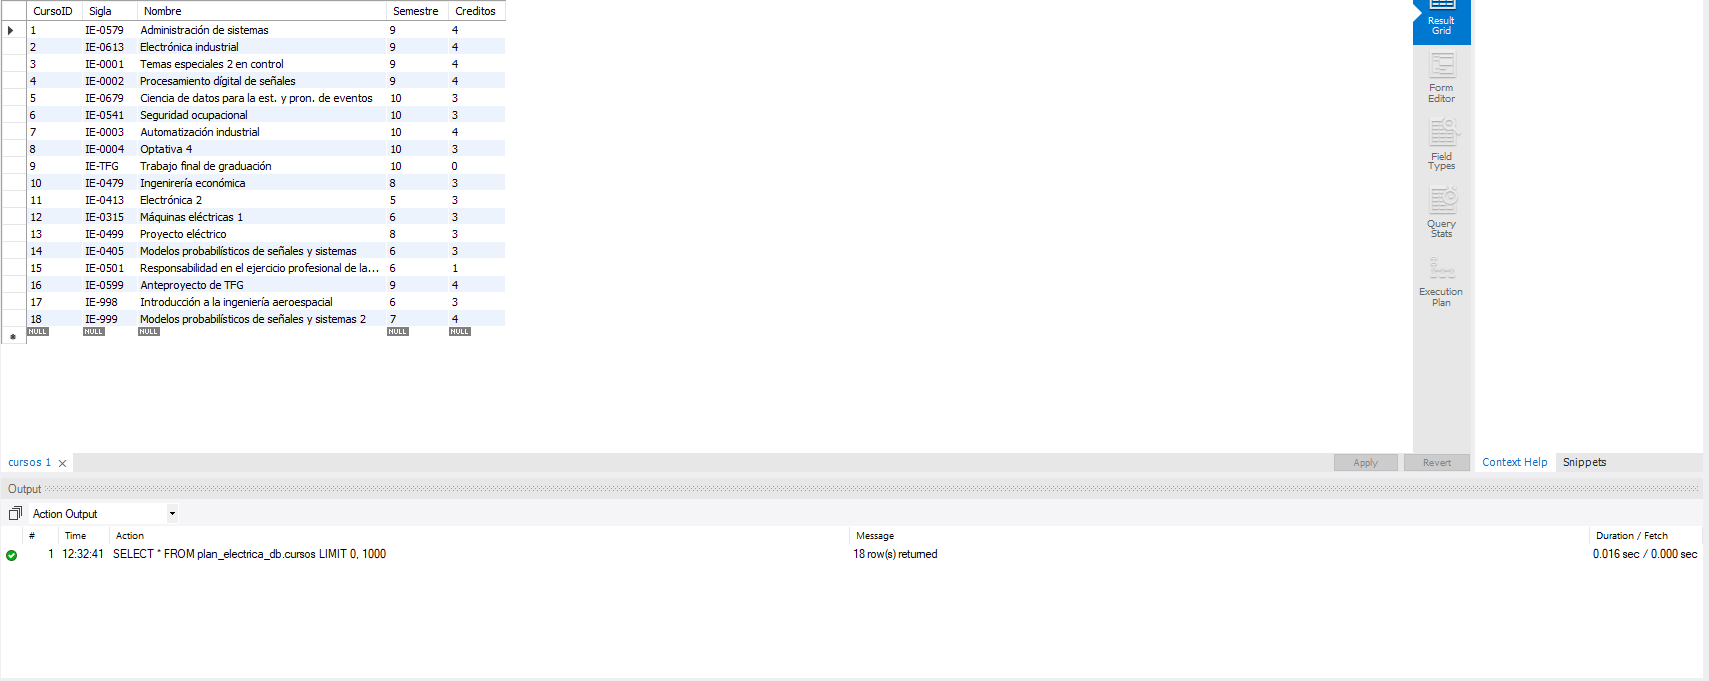 CursoID Sigla Nombre Semestre Creditos
1 IE-0579 Administración de sistemas 9 4
2 IE-0613 Electrónica industrial 9 4
3 IE-0001 Temas especiales 2 en control 9 4
4 IE-0002 Procesamiento dígital de señales 9 4
5 IE-0679 Ciencia de datos para la est. y pron. de eventos 10 3
6 IE-0541 Seguridad ocupacional 10 3
7 IE-0003 Automatización industrial 10 4
8 IE-0004 Optativa 4 10 3
9 IE-TFG Trabajo final de graduación 10 0
10 IE-0479 Ingenirería económica 8 3
11 IE-0413 Electrónica 2 5 3
12 IE-0315 Máquinas eléctricas 1 6 3
13 IE-0499 Proyecto eléctrico 8 3
14 IE-0405 Modelos probabilísticos de señales y sistemas 6 3
15 IE-0501 Responsabilidad en el ejercicio profesional de la... 6 1
16 IE-0599 Anteproyecto de TFG 9 4
17 IE-998 Introducción a la ingeniería aeroespacial 6 3
18 IE-999 Modelos probabilísticos de señales y sistemas 2 7 4
NULL NULL NULL NULL NULL
Result
Grid
Form
Editor
Field
Types
Query
Stats
Execution
Plan
cursos 1
Apply Revert Context Help Snippets
Output
Action Output
# Time Action Message Duration / Fetch
1 12:32:41 SELECT * FROM plan_electrica_db.cursos LIMIT 0, 1000 18 row(s) returned 0.016 sec / 0.000 sec